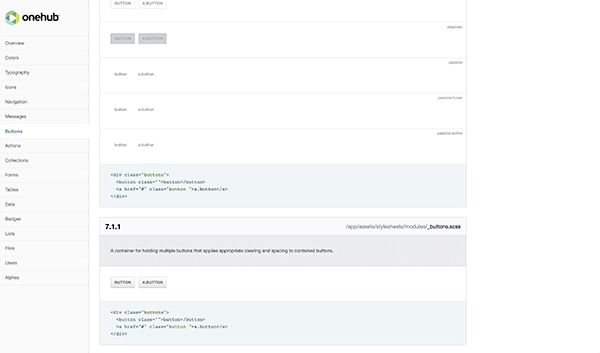 onehub
Overview
Colors
Typography
Icons
Navigation
Messages
Buttons
Actions
Collections
Forms
Tables
Data
Badges
Lists
Files
Users
Alphas
BUTTON A.BUTTON
disabled
BUTTON A.BUTTON
passive
button a.button
passive:hover
button a.button
passive:active
button a.button
<div class="buttons">
<button class="">button</button>
<a href="#" class="button ">a.button</a>
</div>
7.1.1 /app/assets/stylesheets/modules/_buttons.scss
A container for holding multiple buttons that applies appropriate clearing and spacing to contained buttons.
BUTTON A.BUTTON
<div class="buttons">
<button class="">button</button>
<a href="#" class="button ">a.button</a>
</div>